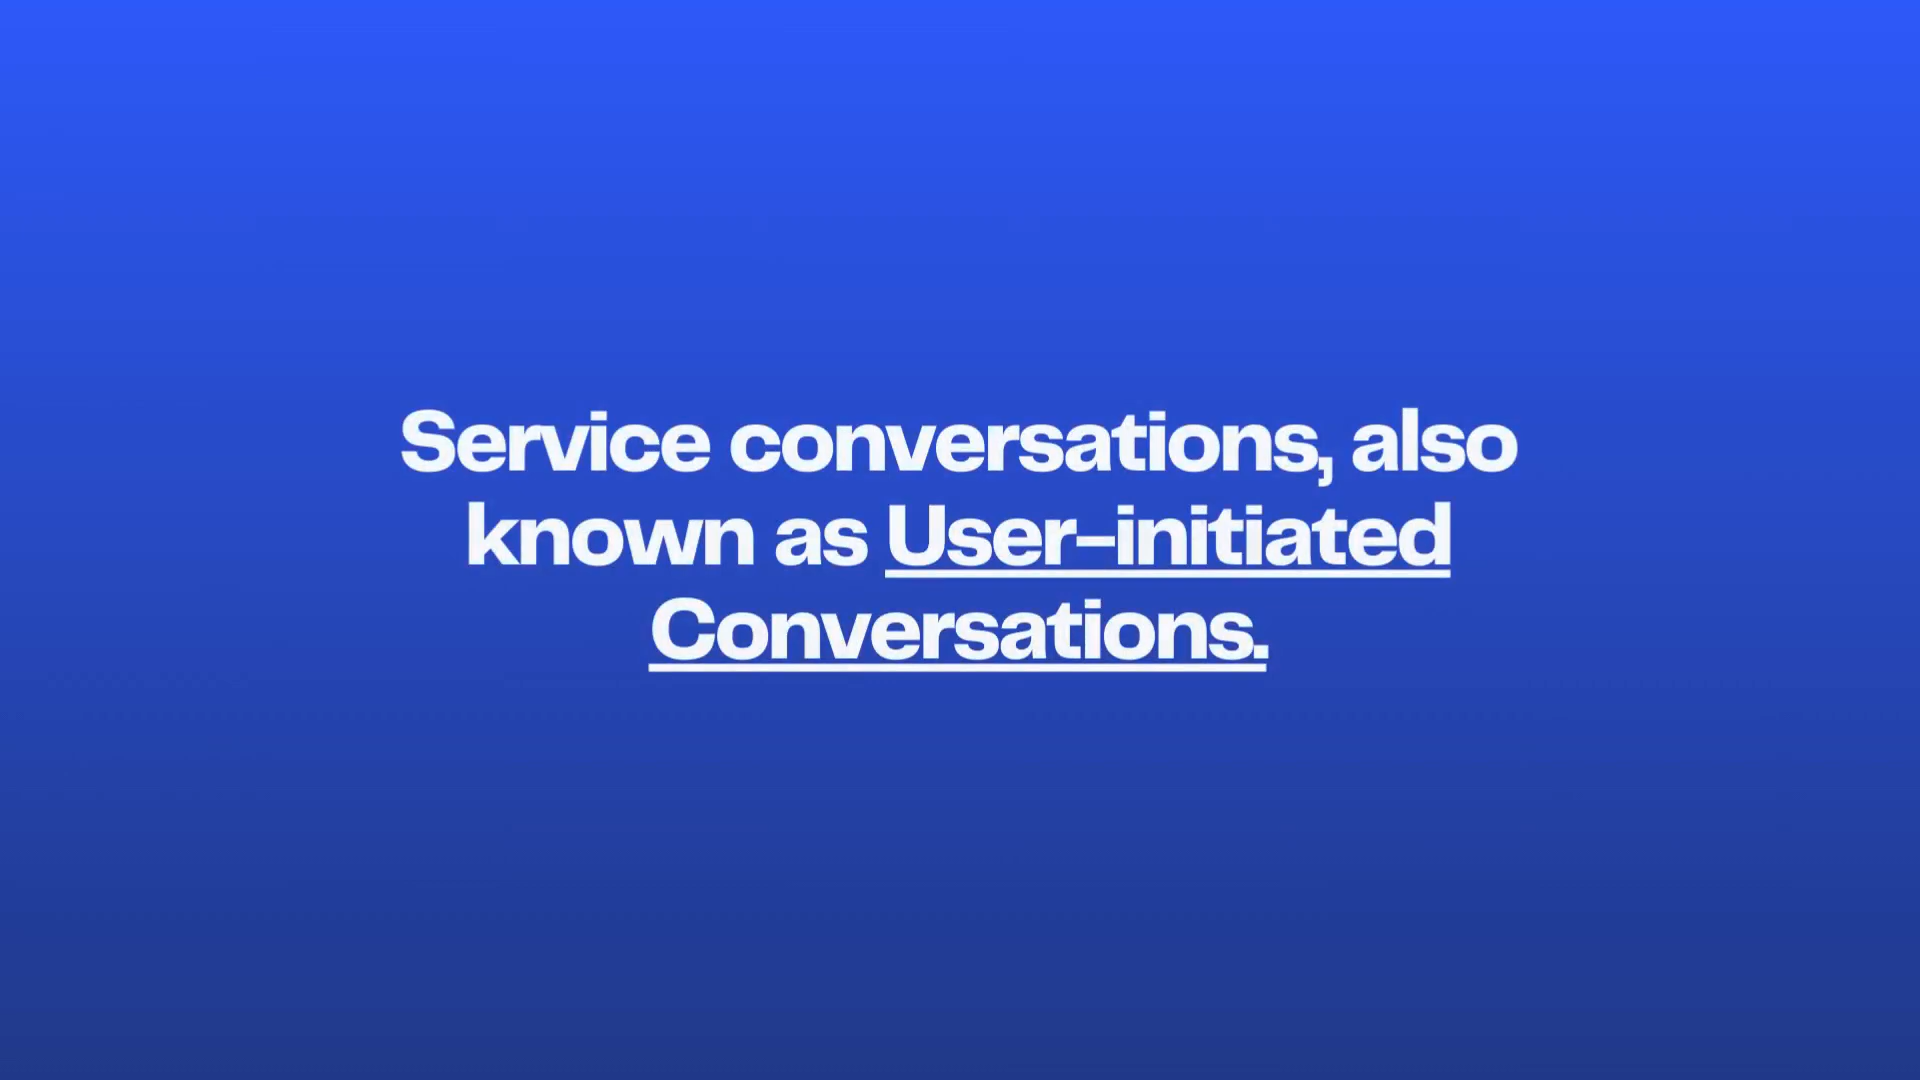 Service conversations, also
known as User-initiated
Conversations.